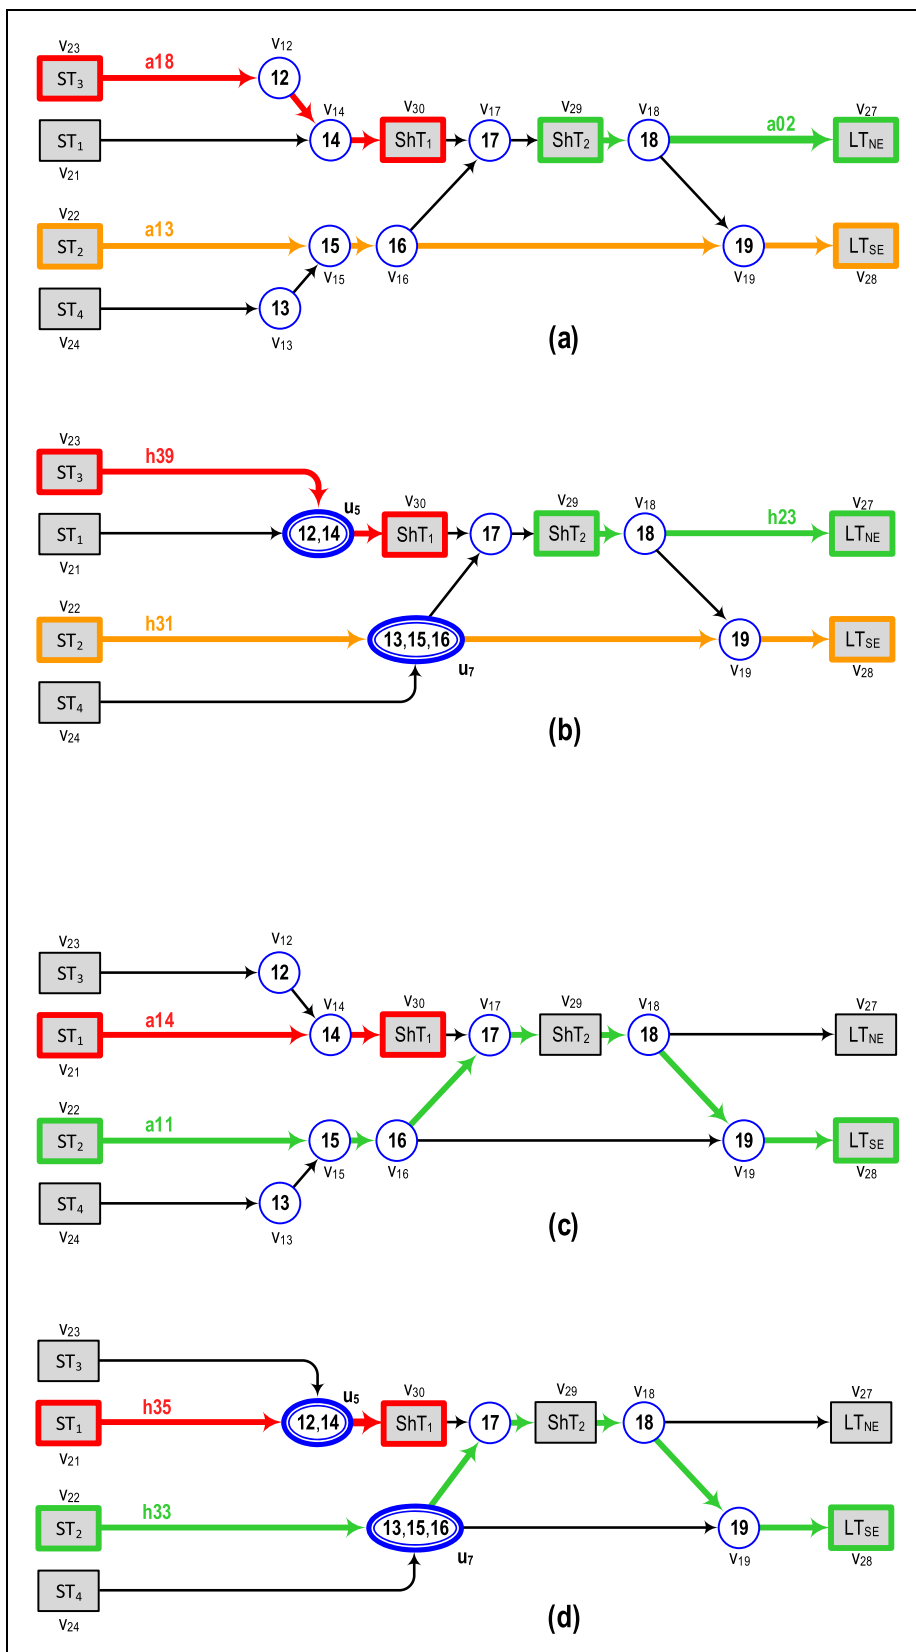 V23 V12
ST3 a18 12
V14 V30 V17 V29 V18 V27
ST1 14 ShT1 17 ShT2 18 a02 LTNE
V21
V22
ST2 a13 15 16 19 LTSE
V15 V16 V19 V28
ST4 13
V24 V13
(a)
V23
ST3 h39
u5 V30 V29 V18 V27
ST1 12,14 ShT1 17 ShT2 18 h23 LTNE
V21
V22
ST2 h31 13,15,16 19 LTSE
u7 V19 V28
ST4
V24
(b)
V23 V12
ST3 12
V14 V30 V17 V29 V18 V27
ST1 a14 14 ShT1 17 ShT2 18 LTNE
V21
V22
ST2 a11 15 16 19 LTSE
V15 V16 V19 V28
ST4 13
V24 V13
(c)
V23
ST3
u5 V30 V29 V18 V27
ST1 h35 12,14 ShT1 17 ShT2 18 LTNE
V21
V22
ST2 h33 13,15,16 19 LTSE
u7 V19 V28
ST4
V24
(d)